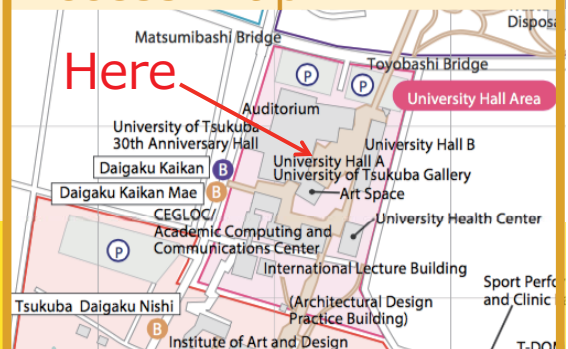 Matsumibashi Bridge
Toyobashi Bridge
Here
P
P
University Hall Area
Auditorium
University of Tsukuba
30th Anniversary Hall
University Hall B
Daigaku Kaikan
B
University Hall A
University of Tsukuba Gallery
Daigaku Kaikan Mae
B
Art Space
CEGLOC/
Academic Computing and
Communications Center
University Health Center
P
International Lecture Building
Sport
and Clinic
(Architectural Design
Practice Building)
Tsukuba Daigaku Nishi
B
Institute of Art and Design